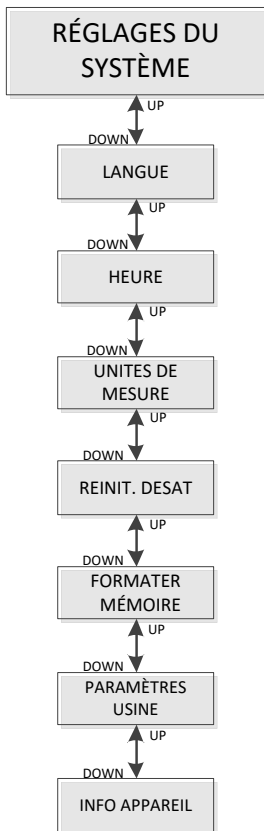 RÉGLAGES DU
SYSTÈME
UP
DOWN
LANGUE
UP
DOWN
HEURE
UP
DOWN
UNITES DE
MESURE
UP
DOWN
REINIT. DESAT
UP
DOWN
FORMATER
MÉMOIRE
UP
DOWN
PARAMÈTRES
USINE
UP
DOWN
INFO APPAREIL